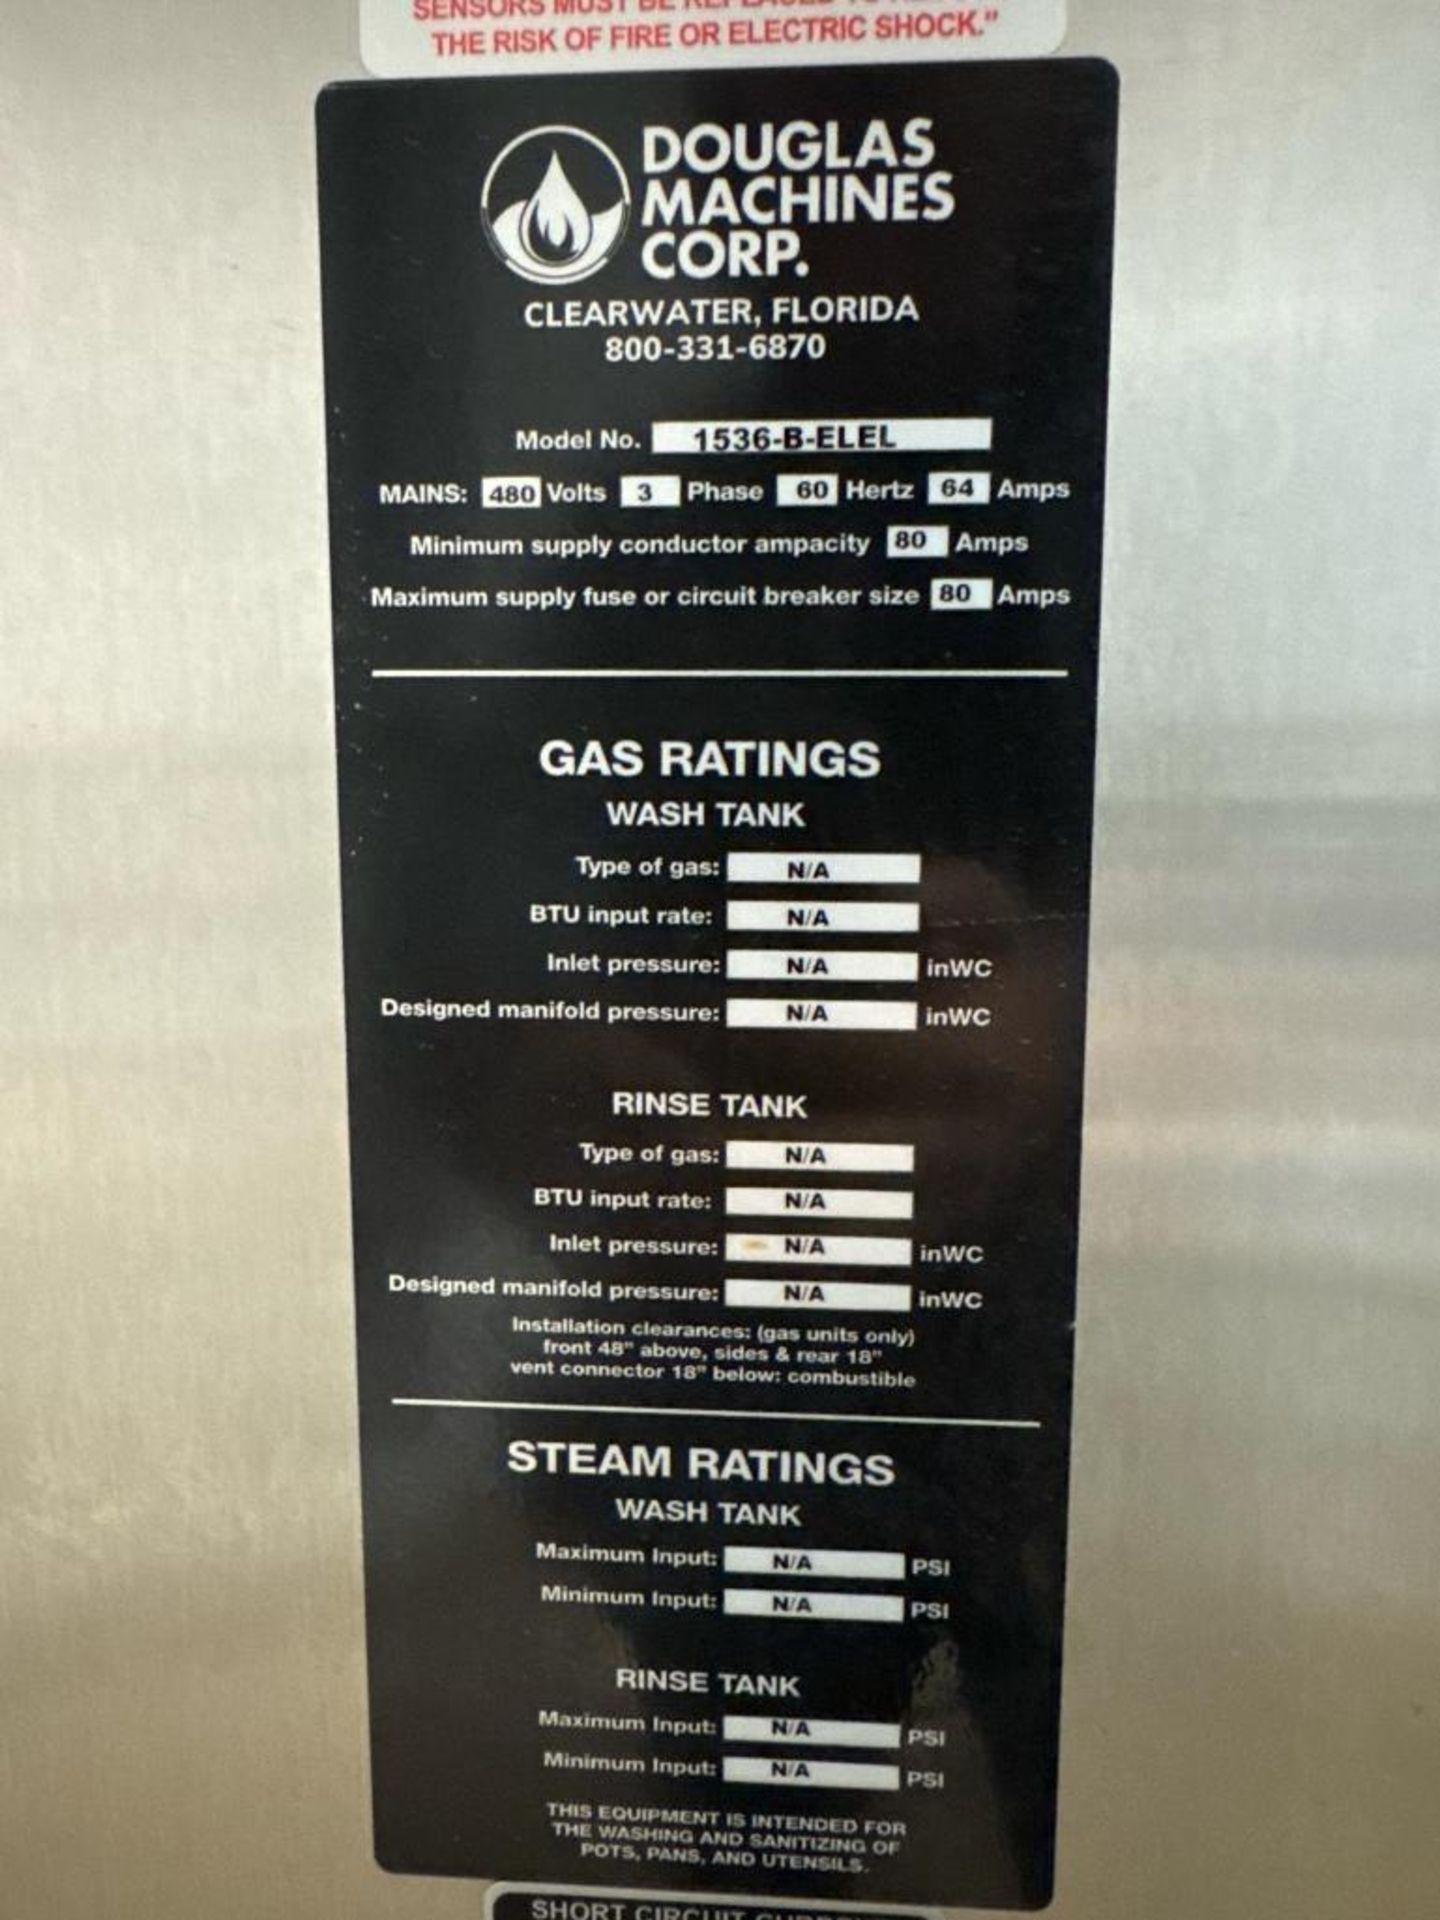 SENSORS MUST BE REPLACED TO
THE RISK OF FIRE OR ELECTRIC SHOCK."
DOUGLAS
MACHINES
CORP.
CLEARWATER, FLORIDA
800-331-6870
Model No. 1536-B-ELEL
MAINS: 480 Volts 3 Phase 60 Hertz 64 Amps
Minimum supply conductor ampacity 80 Amps
Maximum supply fuse or circuit breaker size 80 Amps
GAS RATINGS
WASH TANK
Type of gas: N/A
BTU input rate: N/A
Inlet pressure: N/A inWC
Designed manifold pressure: N/A inWC
RINSE TANK
Type of gas: N/A
BTU input rate: N/A
Inlet pressure: N/A inWC
Designed manifold pressure: N/A inWC
Installation clearances: (gas units only)
front 48" above, sides & rear 18"
vent connector 18" below: combustible
STEAM RATINGS
WASH TANK
Maximum Input: N/A PSI
Minimum Input: N/A PSI
RINSE TANK
Maximum Input: N/A PSI
Minimum Input: N/A PSI
THIS EQUIPMENT IS INTENDED FOR
THE WASHING AND SANITIZING OF
POTS, PANS, AND UTENSILS.
SHORT CIRCUIT